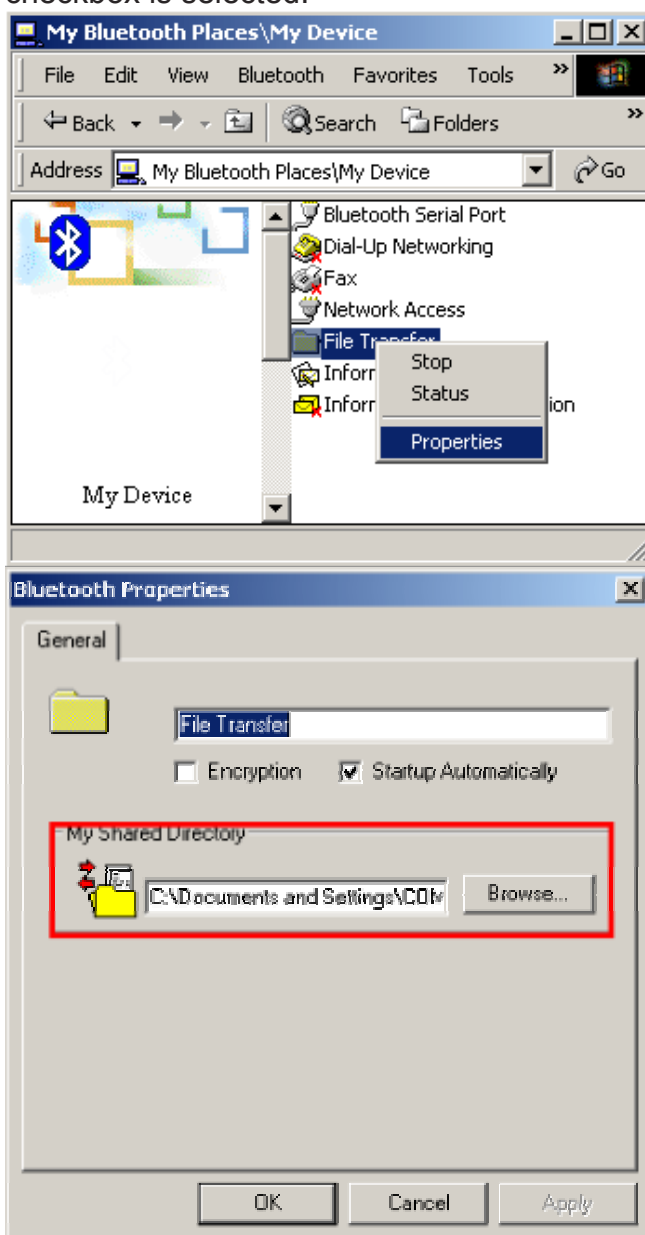 checkbox is selected.
My Bluetooth Places\My Device
File Edit View Bluetooth Favorites Tools »
Back Search Folders »
Address My Bluetooth Places\My Device Go
Bluetooth Serial Port
Dial-Up Networking
Fax
Network Access
File Transfer
Stop
Status
ion
Properties
My Device
Bluetooth Properties
General
File Transfer
Encryption Startup Automatically
My Shared Directory
C:\Documents and Settings\COM Browse...
OK Cancel Apply